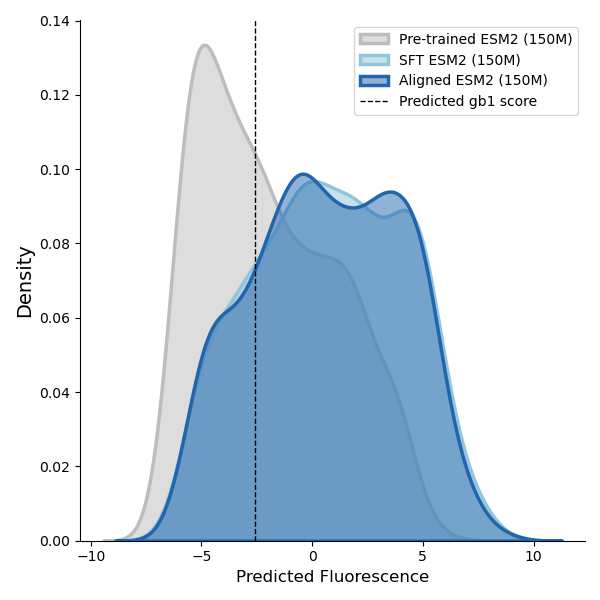 Pre-trained ESM2 (150M)
SFT ESM2 (150M)
Aligned ESM2 (150M)
Predicted gb1 score
Density
0.14
0.12
0.10
0.08
0.06
0.04
0.02
0.00
−10
−5
0
5
10
Predicted Fluorescence